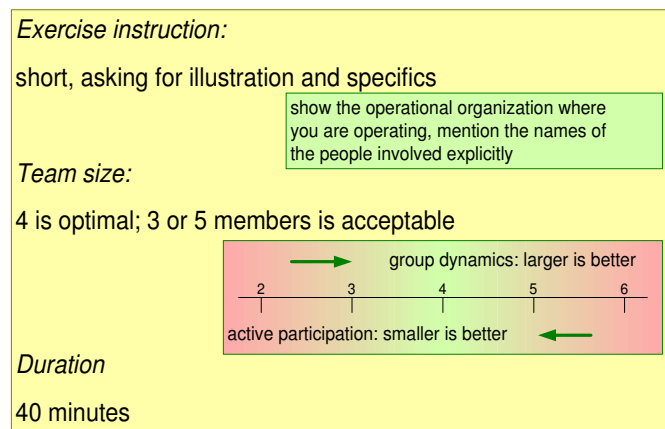 Exercise instruction:
short, asking for illustration and specifics
show the operational organization where
you are operating, mention the names of
the people involved explicitly
Team size:
4 is optimal; 3 or 5 members is acceptable
group dynamics: larger is better
2 3 4 5 6
active participation: smaller is better
Duration
40 minutes